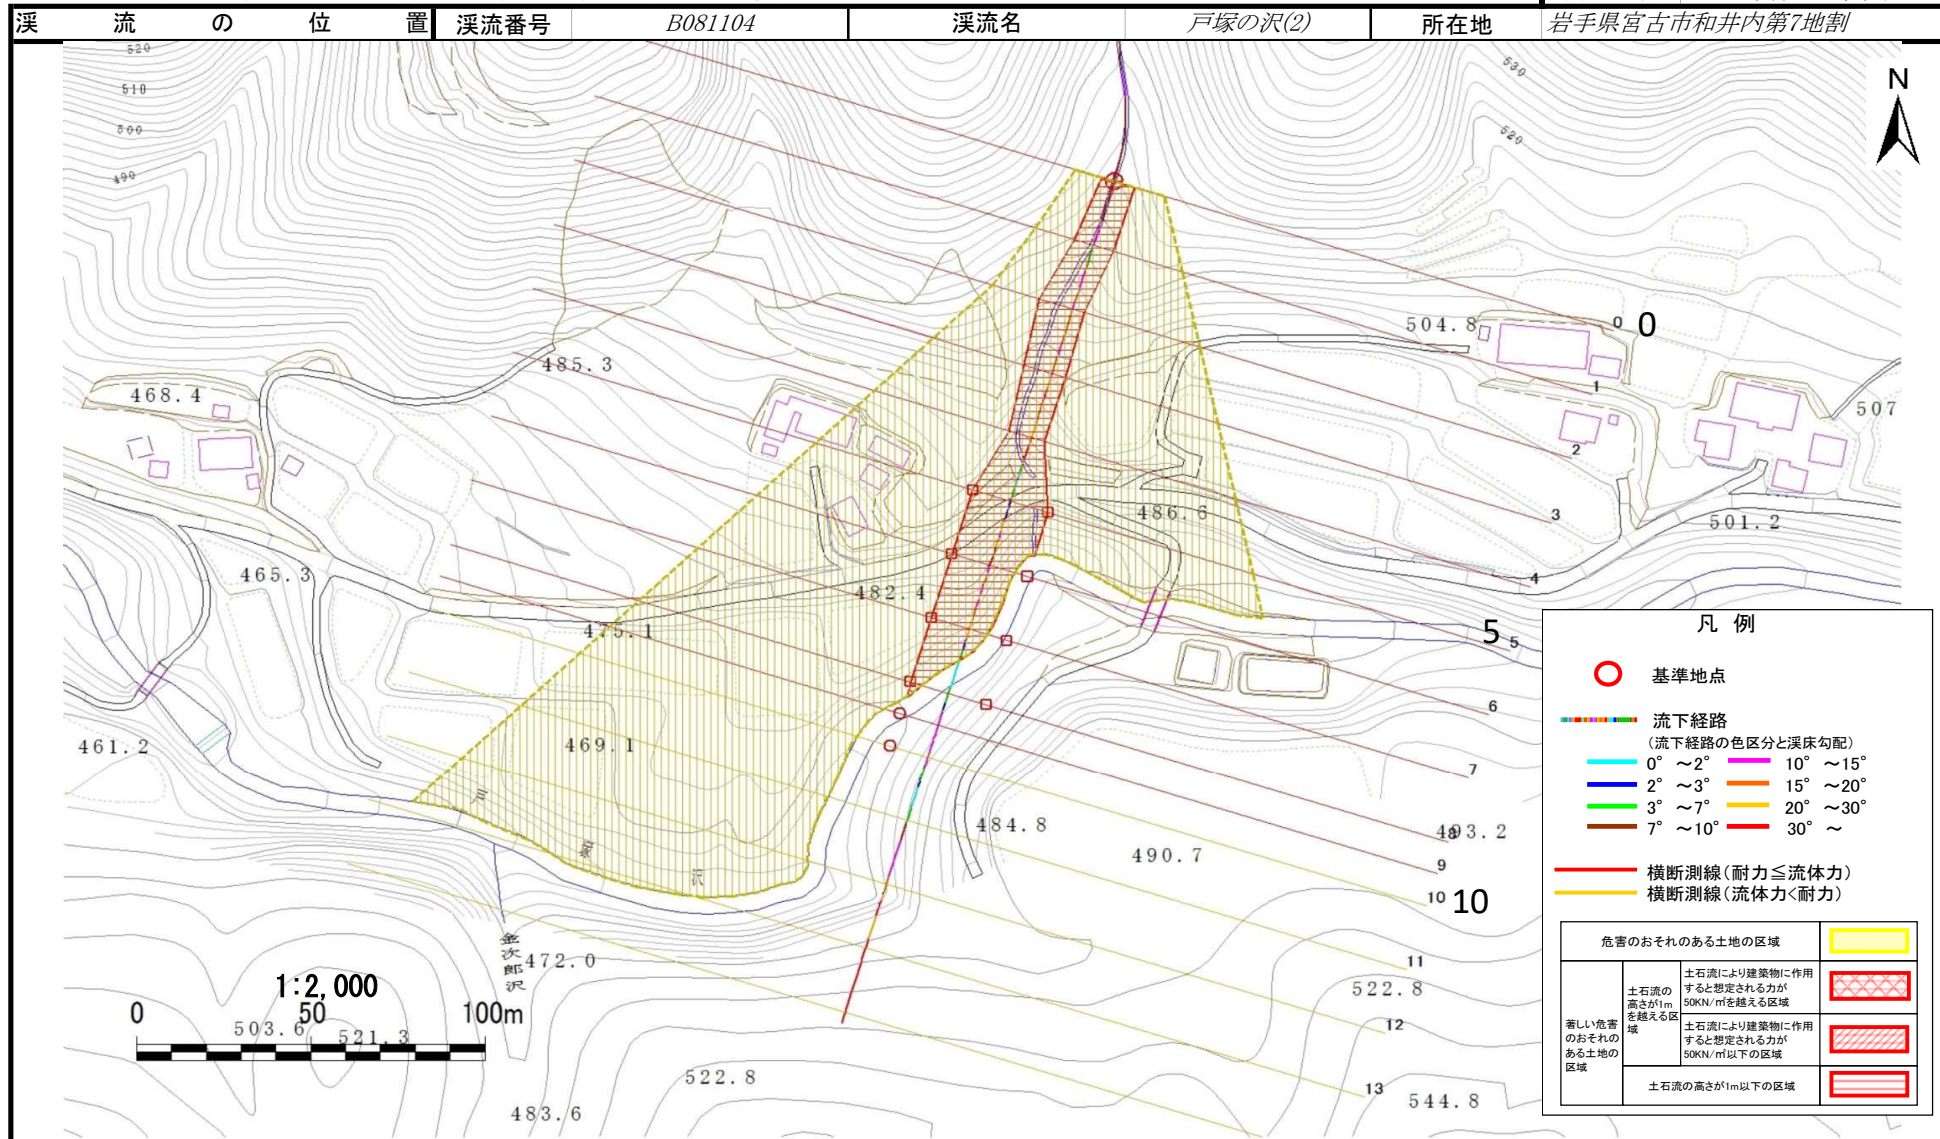 溪流の位置 溪流番号 B081104 溪流名 戸塚の沢(2) 所在地 岩手県宮古市和井内第7地割
N
520
510
500
490
530
520
504.8
0 0
485.3
468.4
1
507
2
486.6
3
501.2
465.3
482.4
4
475.1
5 5
6
469.1
461.2
7
戸
塚
沢
484.8
493.2
8
490.7
9
10 10
金次郎沢
472.0
11
522.8
12
1:2,000
0 50 100m
503.6
521.3
522.8
13
544.8
483.6
凡 例
基準地点
流下経路
(流下経路の色区分と渓床勾配)
0° ～2° 10° ～15°
2° ～3° 15° ～20°
3° ～7° 20° ～30°
7° ～10° 30° ～
横断測線(耐力≦流体力)
横断測線(流体力<耐力)
危害のおそれのある土地の区域
著しい危害
のおそれの
ある土地の
区域
土石流の
高さが1m
を越える区
域
土石流により建築物に作用
すると想定される力が
50KN/㎡を越える区域
土石流により建築物に作用
すると想定される力が
50KN/㎡以下の区域
土石流の高さが1m以下の区域